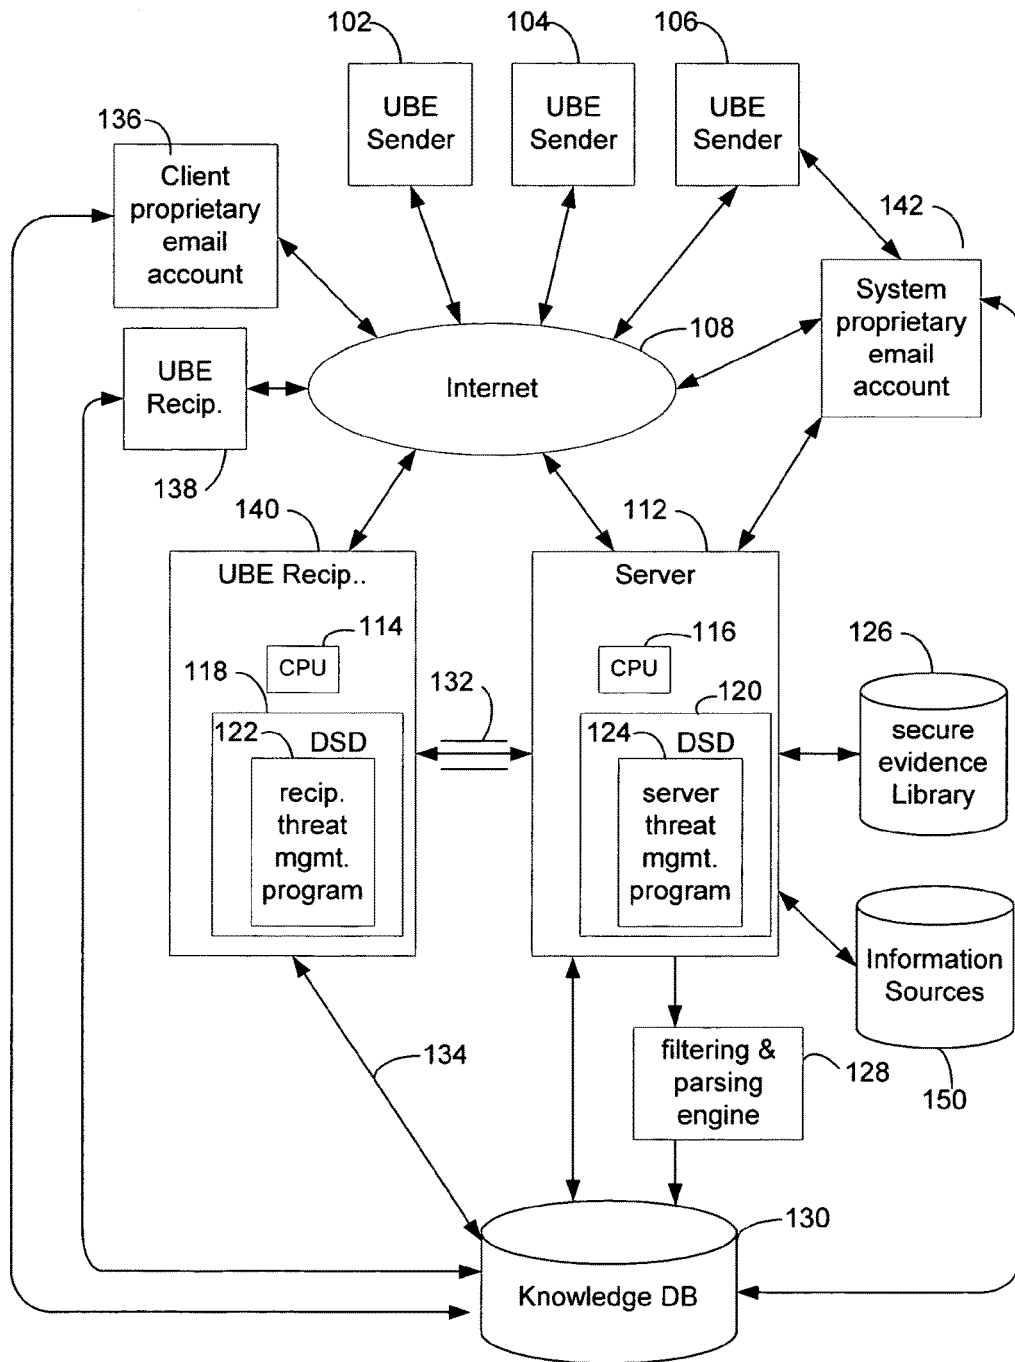 102
104
106
UBE
Sender
UBE
Sender
UBE
Sender
136
Client
proprietary
email
account
142
System
proprietary
email
account
108
Internet
UBE
Recip.
138
140
UBE Recip..
114
CPU
118
122
DSD
recip.
threat
mgmt.
program
132
112
Server
116
CPU
120
124
DSD
server
threat
mgmt.
program
126
secure
evidence
Library
Information
Sources
150
134
filtering &
parsing
engine
128
130
Knowledge DB